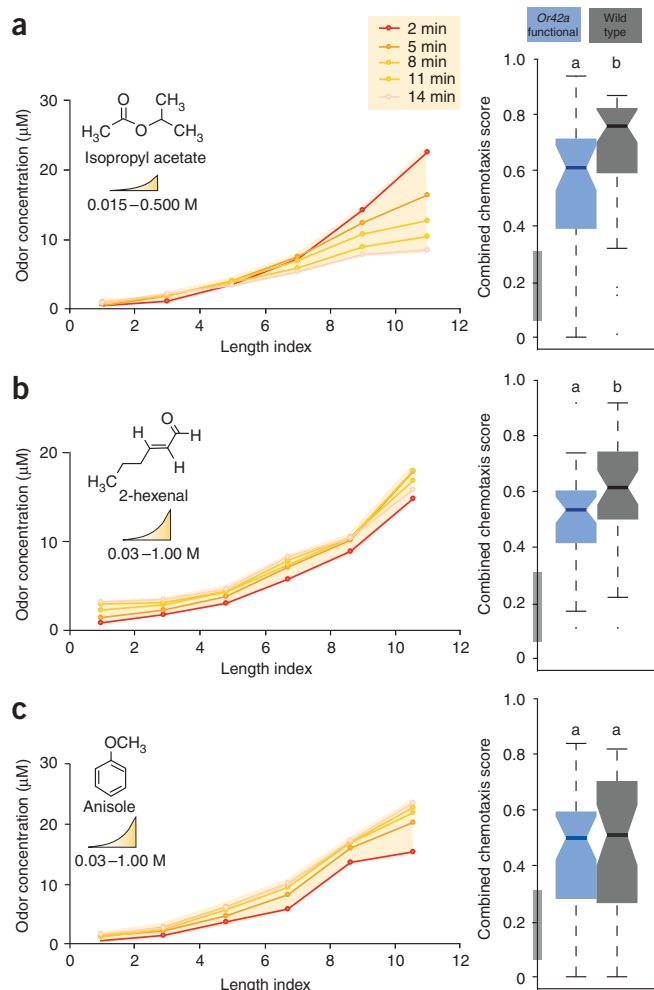 a
2 min
5 min
8 min
11 min
14 min
Or42a
functional
Wild
type
Odor concentration (μM)
30
20
10
0
O
CH3
H3C
O
CH3
Isopropyl acetate
0.015–0.500 M
0 2 4 6 8 10 12
Length index
Combined chemotaxis score
1.0
0.8
0.6
0.4
0.2
0
a b
b
Odor concentration (μM)
20
10
0
O
H
H
H
H3C
2-hexenal
0.03–1.00 M
0 2 4 6 8 10 12
Length index
Combined chemotaxis score
1.0
0.8
0.6
0.4
0.2
0
a b
c
Odor concentration (μM)
30
20
10
0
OCH3
Anisole
0.03–1.00 M
0 2 4 6 8 10 12
Length index
Combined chemotaxis score
1.0
0.8
0.6
0.4
0.2
0
a a